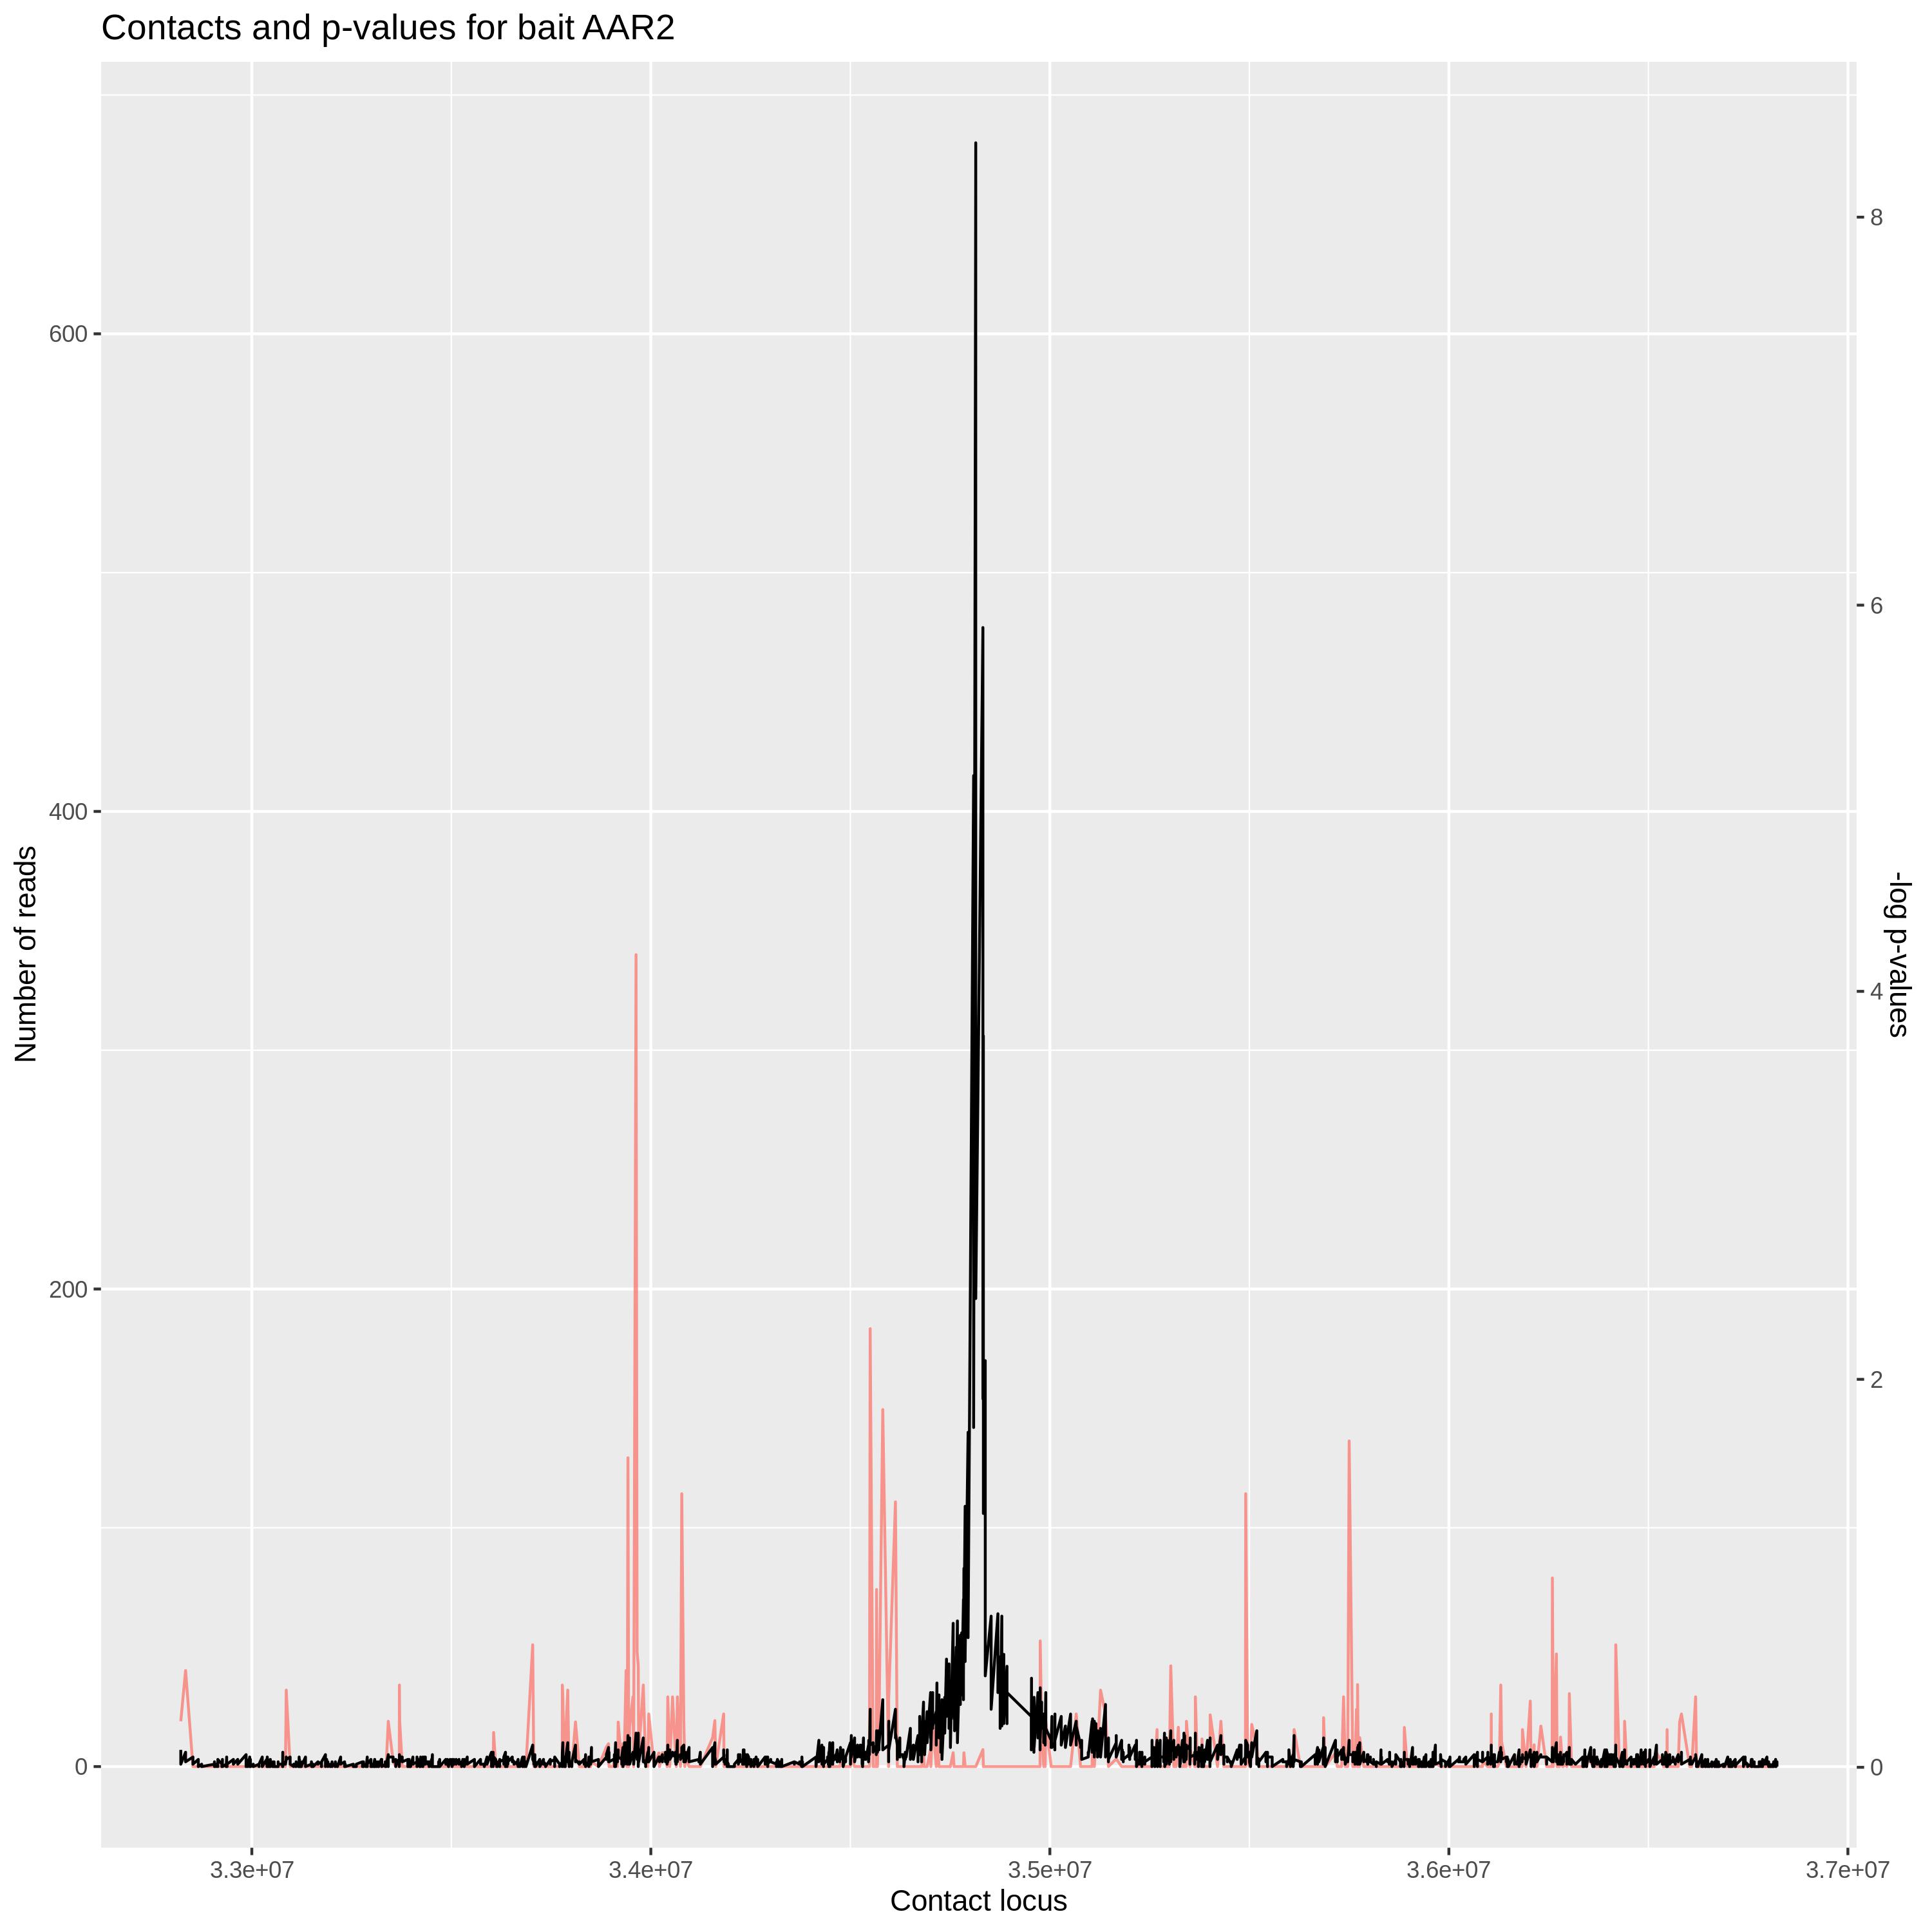 Contacts and p-values for bait AAR2
Number of reads
600
400
200
0
8
6
4
2
0
-log p-values
3.3e+07
3.4e+07
3.5e+07
3.6e+07
3.7e+07
Contact locus